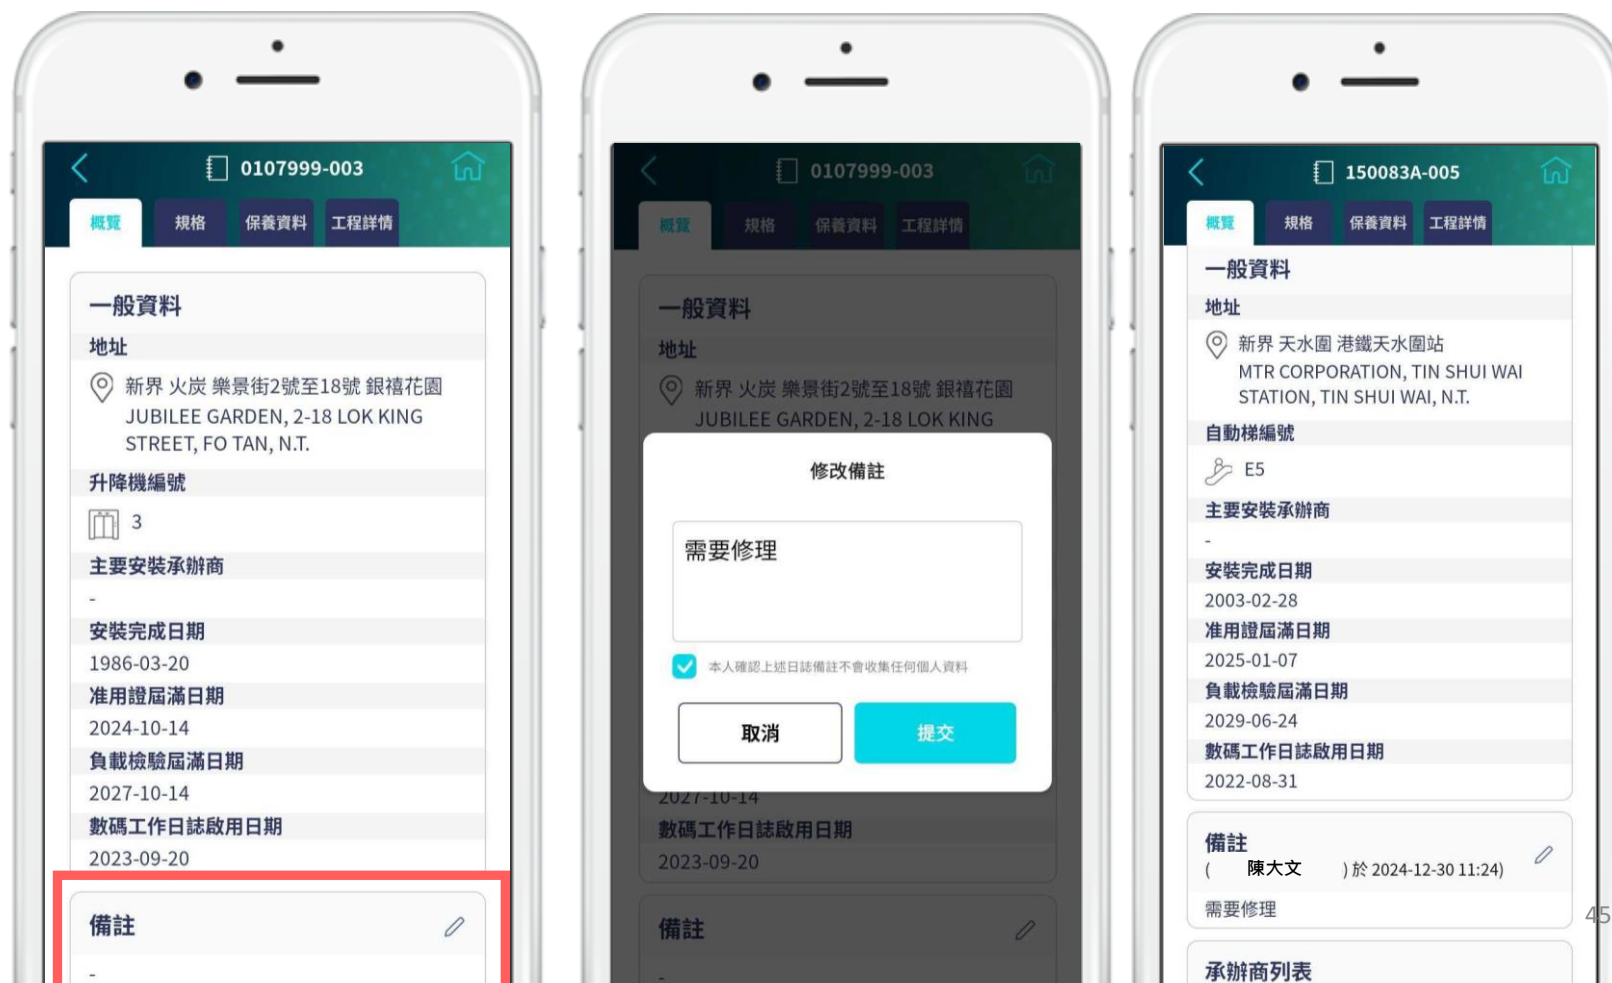 0107999-003
概覽 規格 保養資料 工程詳情
一般資料
地址
新界 火炭 樂景街2號至18號 銀禧花園
JUBILEE GARDEN, 2-18 LOK KING
STREET, FO TAN, N.T.
升降機編號
3
主要安裝承辦商
-
安裝完成日期
1986-03-20
准用證屆滿日期
2024-10-14
負載檢驗屆滿日期
2027-10-14
數碼工作日誌啟用日期
2023-09-20
備註
-
0107999-003
概覽 規格 保養資料 工程詳情
一般資料
地址
新界 火炭 樂景街2號至18號 銀禧花園
JUBILEE GARDEN, 2-18 LOK KING
修改備註
需要修理
本人確認上述日誌備註不會收集任何個人資料
取消 提交
2027-10-14
數碼工作日誌啟用日期
2023-09-20
備註
-
150083A-005
概覽 規格 保養資料 工程詳情
一般資料
地址
新界 天水圍 港鐵天水圍站
MTR CORPORATION, TIN SHUI WAI
STATION, TIN SHUI WAI, N.T.
自動梯編號
E5
主要安裝承辦商
-
安裝完成日期
2003-02-28
准用證屆滿日期
2025-01-07
負載檢驗屆滿日期
2029-06-24
數碼工作日誌啟用日期
2022-08-31
備註
( 陳大文 ) 於 2024-12-30 11:24)
需要修理
承辦商列表
45